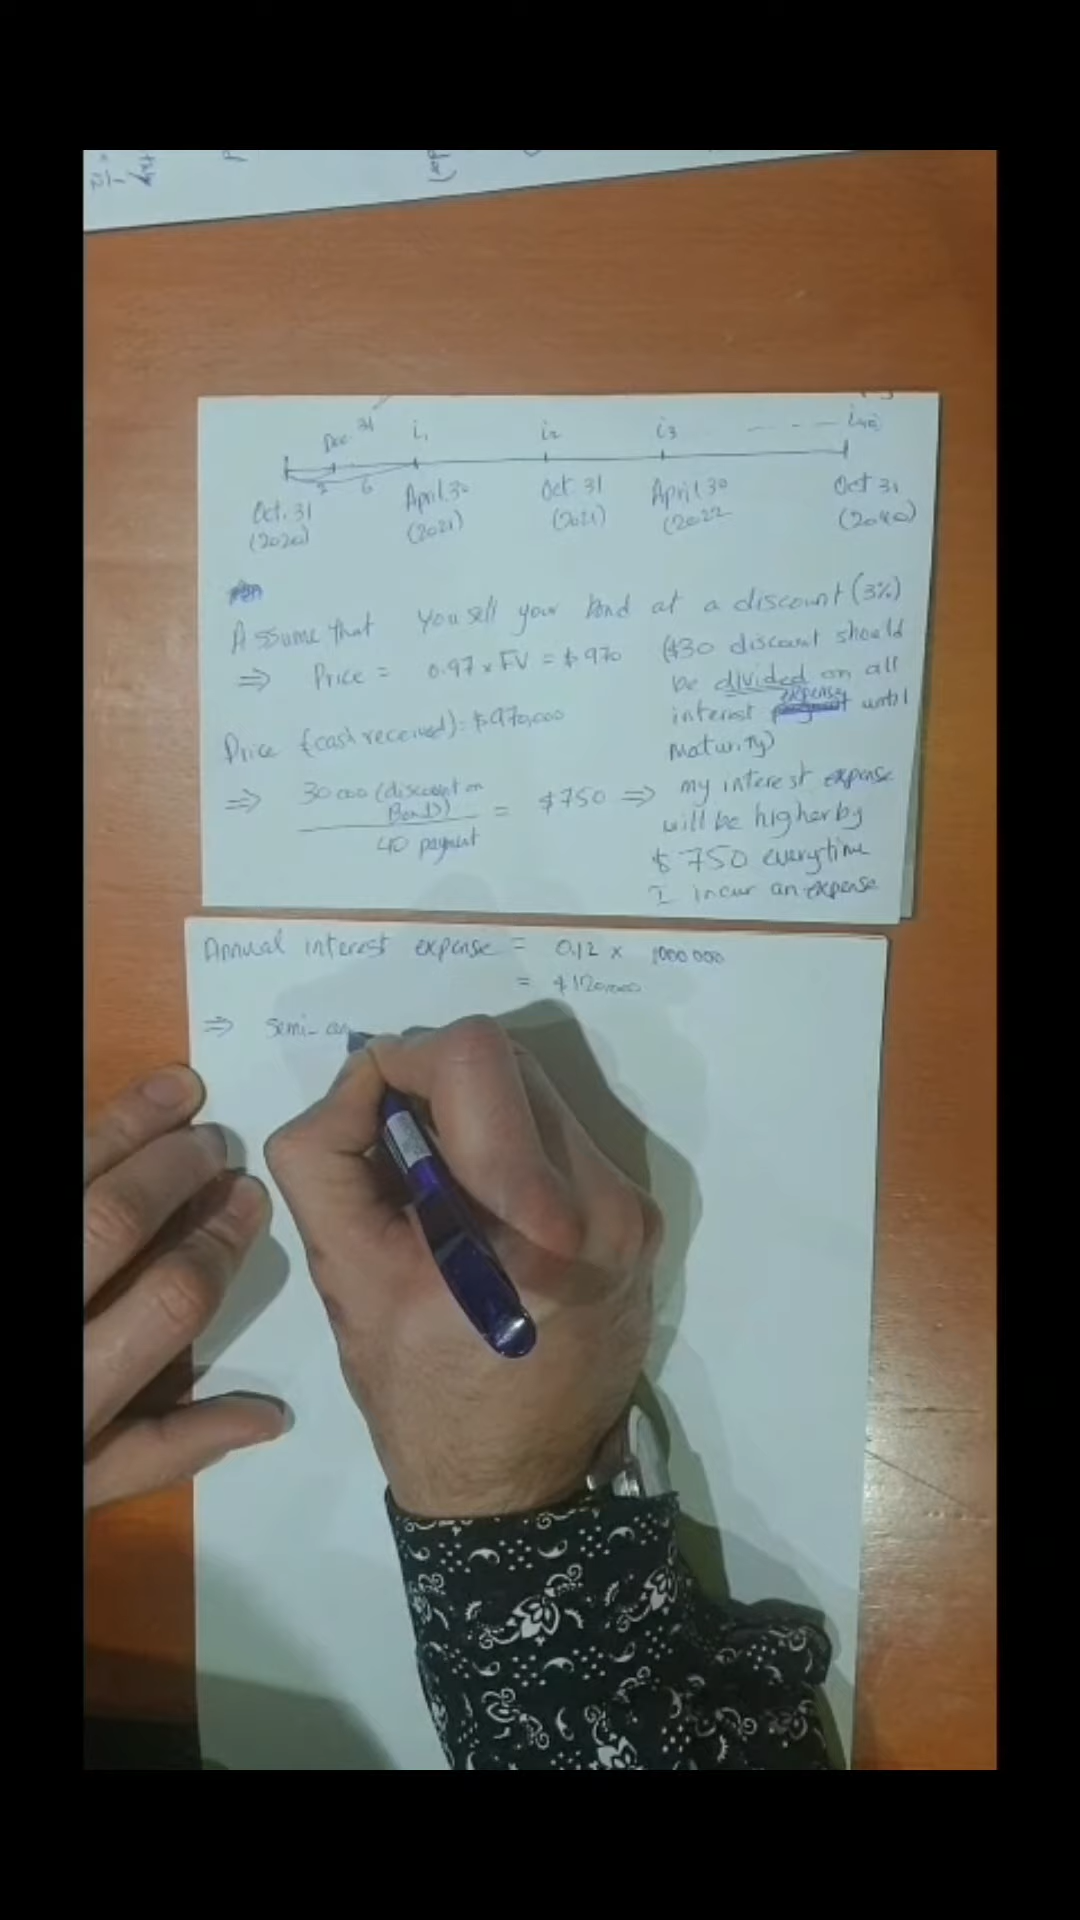 Dec 31 i1 i2 i3 - - - i40
2 6
Oct. 31 April 30 Oct. 31 April 30 Oct 31
(2020) (2021) (2021) (2022 (2040)
Assume that you sell your bond at a discount (3%)
⇒ Price = 0.97 x FV = $970 ($30 discount should
be divided on all
interest expense until
maturity)
Price (cash received): $970,000
⇒ 30 000 (discount on Bonds) / 40 payment = $750 ⇒ my interest expense
will be higher by
$ 750 everytime
I incur an expense
Annual interest expense = 0.12 x 1000 000
= $120,000
⇒ Semi-an